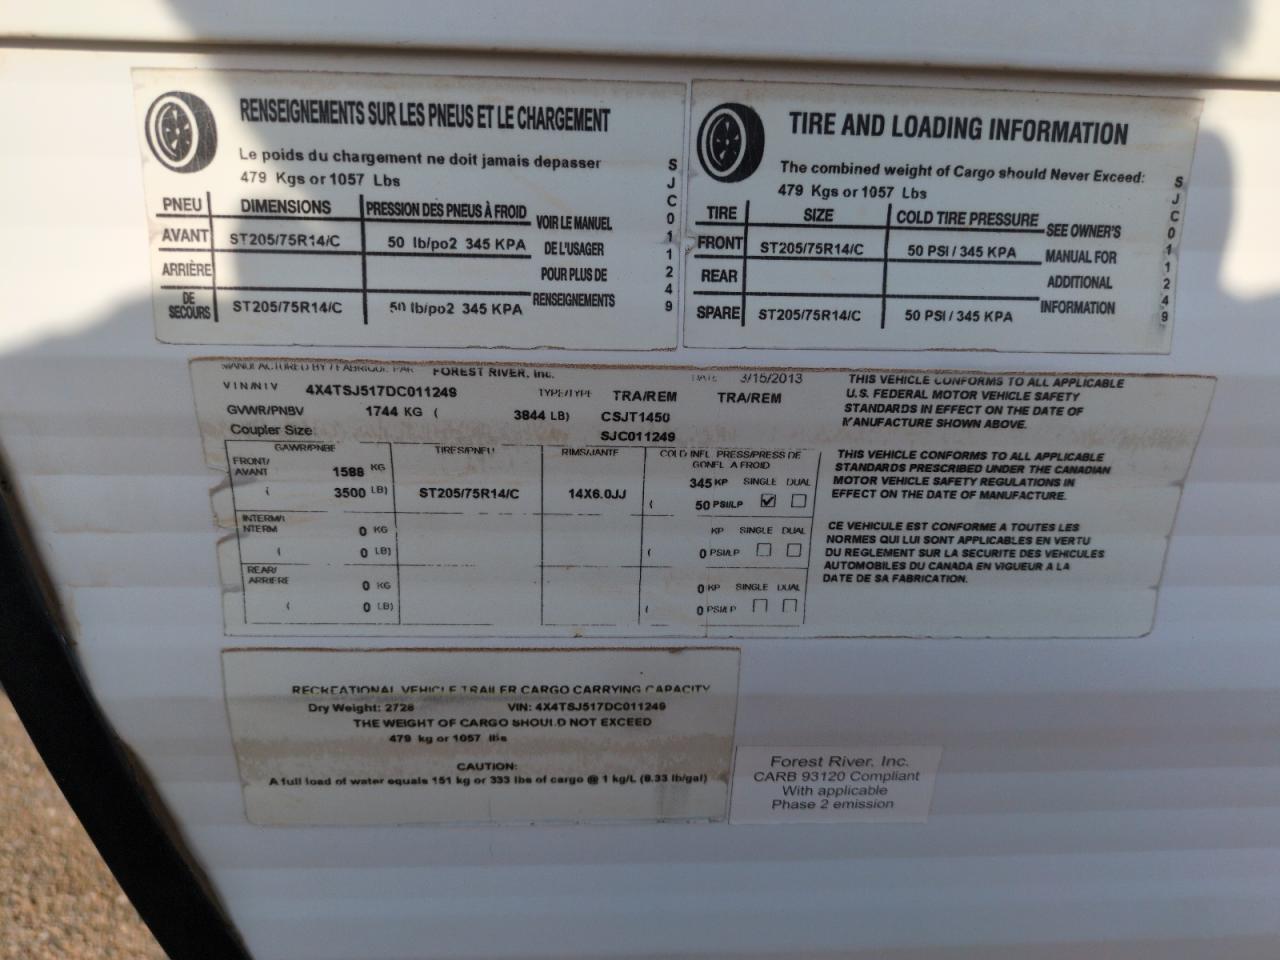 RENSEIGNEMENTS SUR LES PNEUS ET LE CHARGEMENT
Le poids du chargement ne doit jamais depasser
479 Kgs or 1057 Lbs
PNEU DIMENSIONS PRESSION DES PNEUS À FROID
AVANT ST205/75R14/C 50 lb/po2 345 KPA
ARRIÈRE
DE SECOURS ST205/75R14/C 50 lb/po2 345 KPA
VOIR LE MANUEL
DE L'USAGER
POUR PLUS DE
RENSEIGNEMENTS
SJC011249
TIRE AND LOADING INFORMATION
The combined weight of Cargo should Never Exceed:
479 Kgs or 1057 Lbs
TIRE SIZE COLD TIRE PRESSURE
FRONT ST205/75R14/C 50 PSI / 345 KPA
REAR
SPARE ST205/75R14/C 50 PSI / 345 KPA
SEE OWNER'S
MANUAL FOR
ADDITIONAL
INFORMATION
SJC011249
MANUFACTURED BY / FABRIQUE PAR FOREST RIVER, Inc. DATE 3/15/2013
VIN/NIV 4X4TSJ517DC011249 TYPE/TYPE TRA/REM TRA/REM
GVWR/PNBV 1744 KG ( 3844 LB) CSJT1450
Coupler Size SJC011249
GAWR/PNBE TIRES/PNEU RIMS/JANTE COLD INFL PRESS/PRESS DE
GONFL A FROID
FRONT/
AVANT 1588 KG 345 KP SINGLE DUAL
( 3500 LB) ST205/75R14/C 14X6.0JJ ( 50 PSI/LP
INTERM/I
NTERM 0 KG KP SINGLE DUAL
( 0 LB) ( 0 PSI/LP
REAR/
ARRIERE 0 KG 0 KP SINGLE DUAL
( 0 LB) ( 0 PSI/LP
THIS VEHICLE CONFORMS TO ALL APPLICABLE
U.S. FEDERAL MOTOR VEHICLE SAFETY
STANDARDS IN EFFECT ON THE DATE OF
MANUFACTURE SHOWN ABOVE.
THIS VEHICLE CONFORMS TO ALL APPLICABLE
STANDARDS PRESCRIBED UNDER THE CANADIAN
MOTOR VEHICLE SAFETY REGULATIONS IN
EFFECT ON THE DATE OF MANUFACTURE.
CE VEHICULE EST CONFORME A TOUTES LES
NORMES QUI LUI SONT APPLICABLES EN VERTU
DU REGLEMENT SUR LA SECURITE DES VEHICULES
AUTOMOBILES DU CANADA EN VIGUEUR A LA
DATE DE SA FABRICATION.
RECREATIONAL VEHICLE TRAILER CARGO CARRYING CAPACITY
Dry Weight: 2728 VIN: 4X4TSJ517DC011249
THE WEIGHT OF CARGO SHOULD NOT EXCEED
479 kg or 1057 lbs
CAUTION:
A full load of water equals 151 kg or 333 lbs of cargo @ 1 kg/L (8.33 lb/gal)
Forest River, Inc.
CARB 93120 Compliant
With applicable
Phase 2 emission